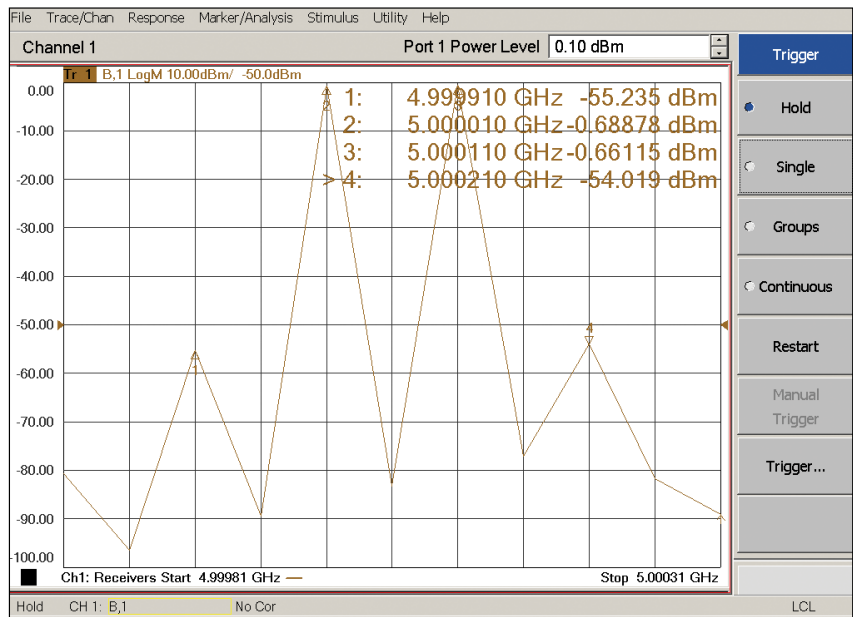 File Trace/Chan Response Marker/Analysis Stimulus Utility Help
Channel 1 Port 1 Power Level 0.10 dBm
Tr 1 B,1 LogM 10.00dBm/ -50.0dBm
1: 4.999910 GHz -55.235 dBm
2: 5.000010 GHz -0.68878 dBm
3: 5.000110 GHz -0.66115 dBm
> 4: 5.000210 GHz -54.019 dBm
0.00
-10.00
-20.00
-30.00
-40.00
-50.00
-60.00
-70.00
-80.00
-90.00
-100.00
1
2
3
4
Ch1: Receivers Start 4.99981 GHz
Stop 5.00031 GHz
Trigger
Hold
Single
Groups
Continuous
Restart
Manual
Trigger
Trigger...
Hold CH 1: B,1 No Cor LCL